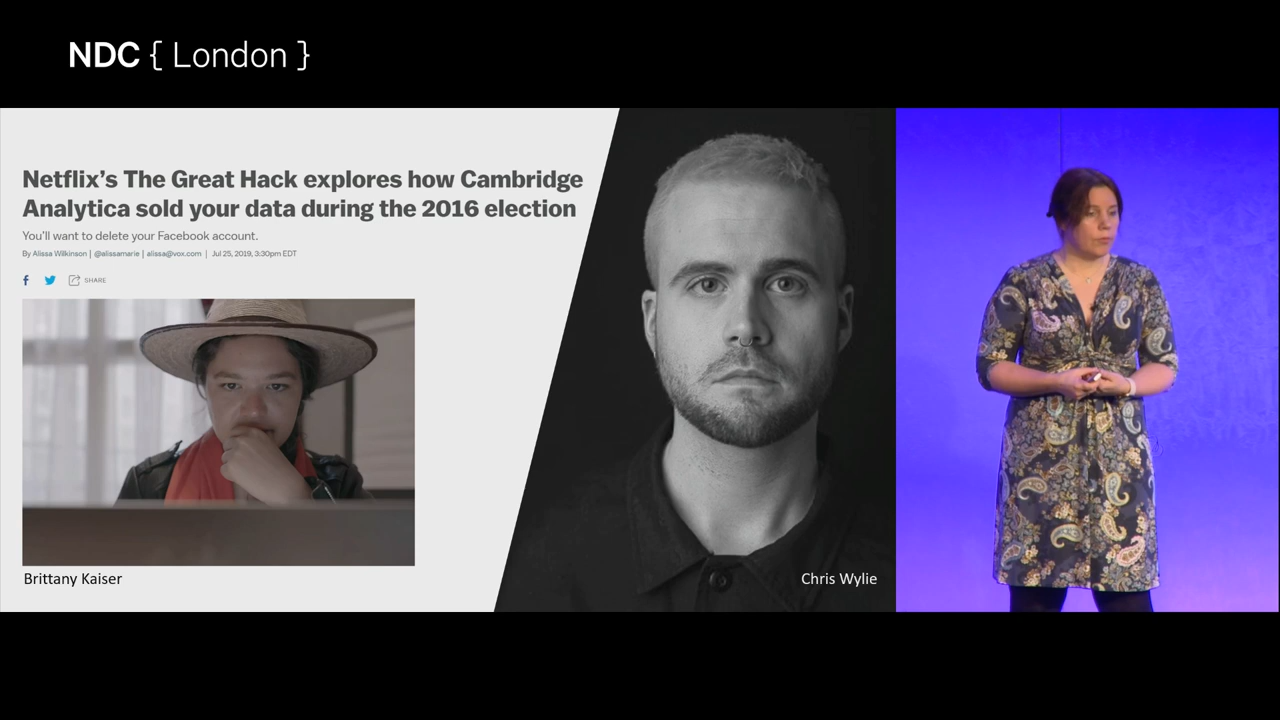 NDC { London }
Netflix’s The Great Hack explores how Cambridge
Analytica sold your data during the 2016 election
You’ll want to delete your Facebook account.
By Alissa Wilkinson | @alissamarie | alissa@vox.com | Jul 25, 2019, 3:30pm EDT
SHARE
Brittany Kaiser
Chris Wylie